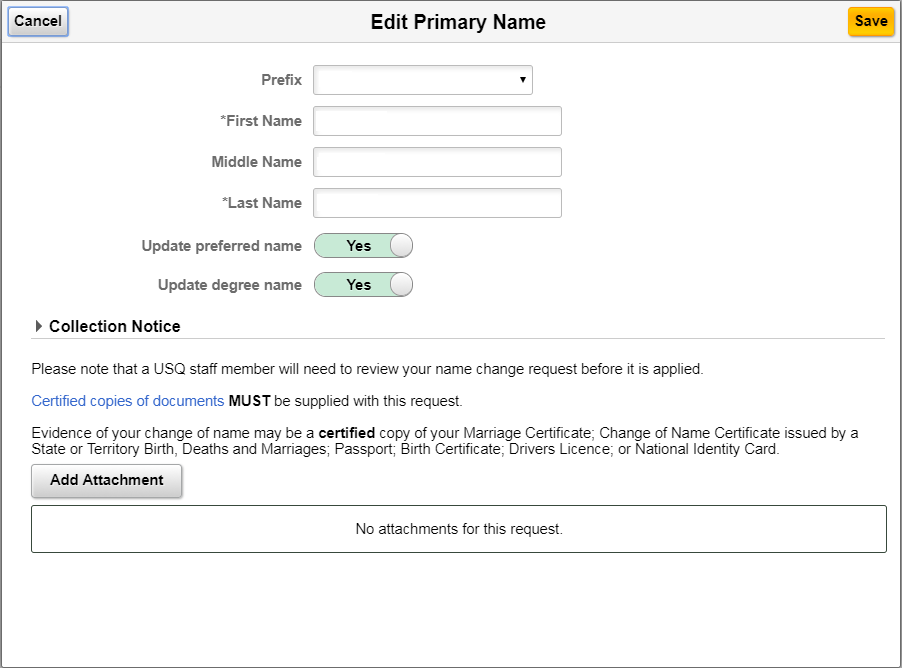 Cancel Edit Primary Name Save
Prefix
*First Name
Middle Name
*Last Name
Update preferred name Yes
Update degree name Yes
Collection Notice
Please note that a USQ staff member will need to review your name change request before it is applied.
Certified copies of documents MUST be supplied with this request.
Evidence of your change of name may be a certified copy of your Marriage Certificate; Change of Name Certificate issued by a
State or Territory Birth, Deaths and Marriages; Passport; Birth Certificate; Drivers Licence; or National Identity Card.
Add Attachment
No attachments for this request.